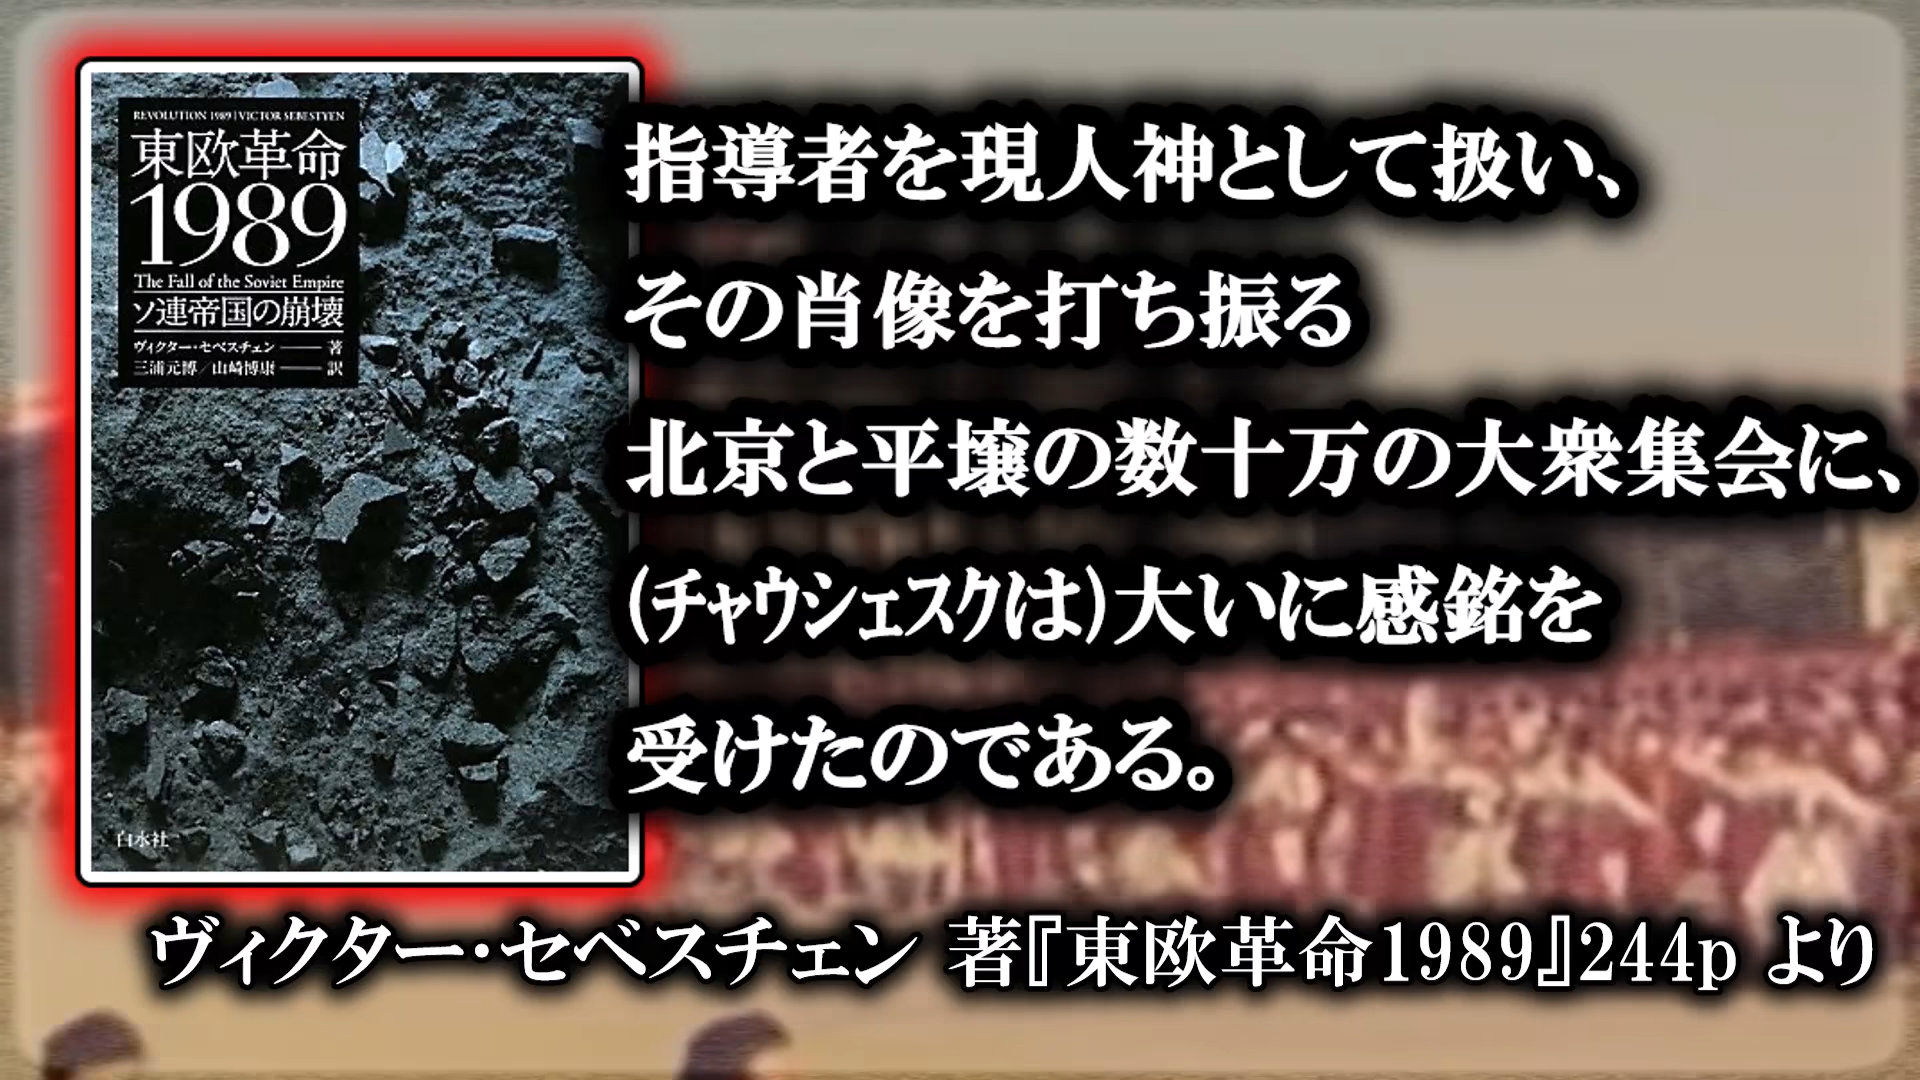 REVOLUTION 1989 | VICTOR SEBESTYEN
東欧革命
1989
The Fall of the Soviet Empire
ソ連帝国の崩壊
ヴィクター・セベスチェン――著
三浦元博／山崎博康――訳
白水社
指導者を現人神として扱い、
その肖像を打ち振る
北京と平壌の数十万の大衆集会に、
(チャウシェスクは)大いに感銘を
受けたのである。
ヴィクター・セベスチェン 著『東欧革命1989』244p より